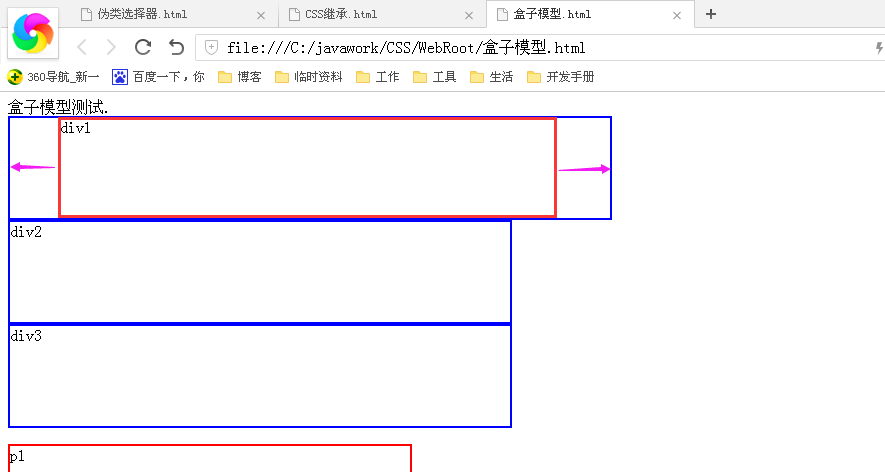 伪类选择器.html
CSS继承.html
盒子模型.html
file:///C:/javawork/CSS/WebRoot/盒子模型.html
360导航_新一
百度一下，你
博客
临时资料
工作
工具
生活
开发手册
盒子模型测试.
div1
div2
div3
p1